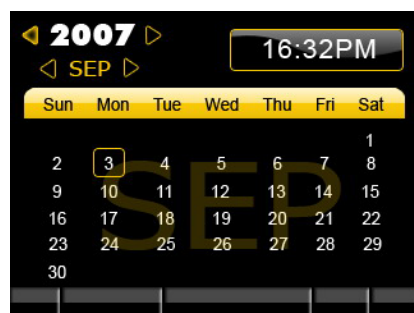 2007
16:32PM
SEP
Sun Mon Tue Wed Thu Fri Sat
1
2 3 4 5 6 7 8
9 10 11 12 13 14 15
16 17 18 19 20 21 22
23 24 25 26 27 28 29
30
SEP